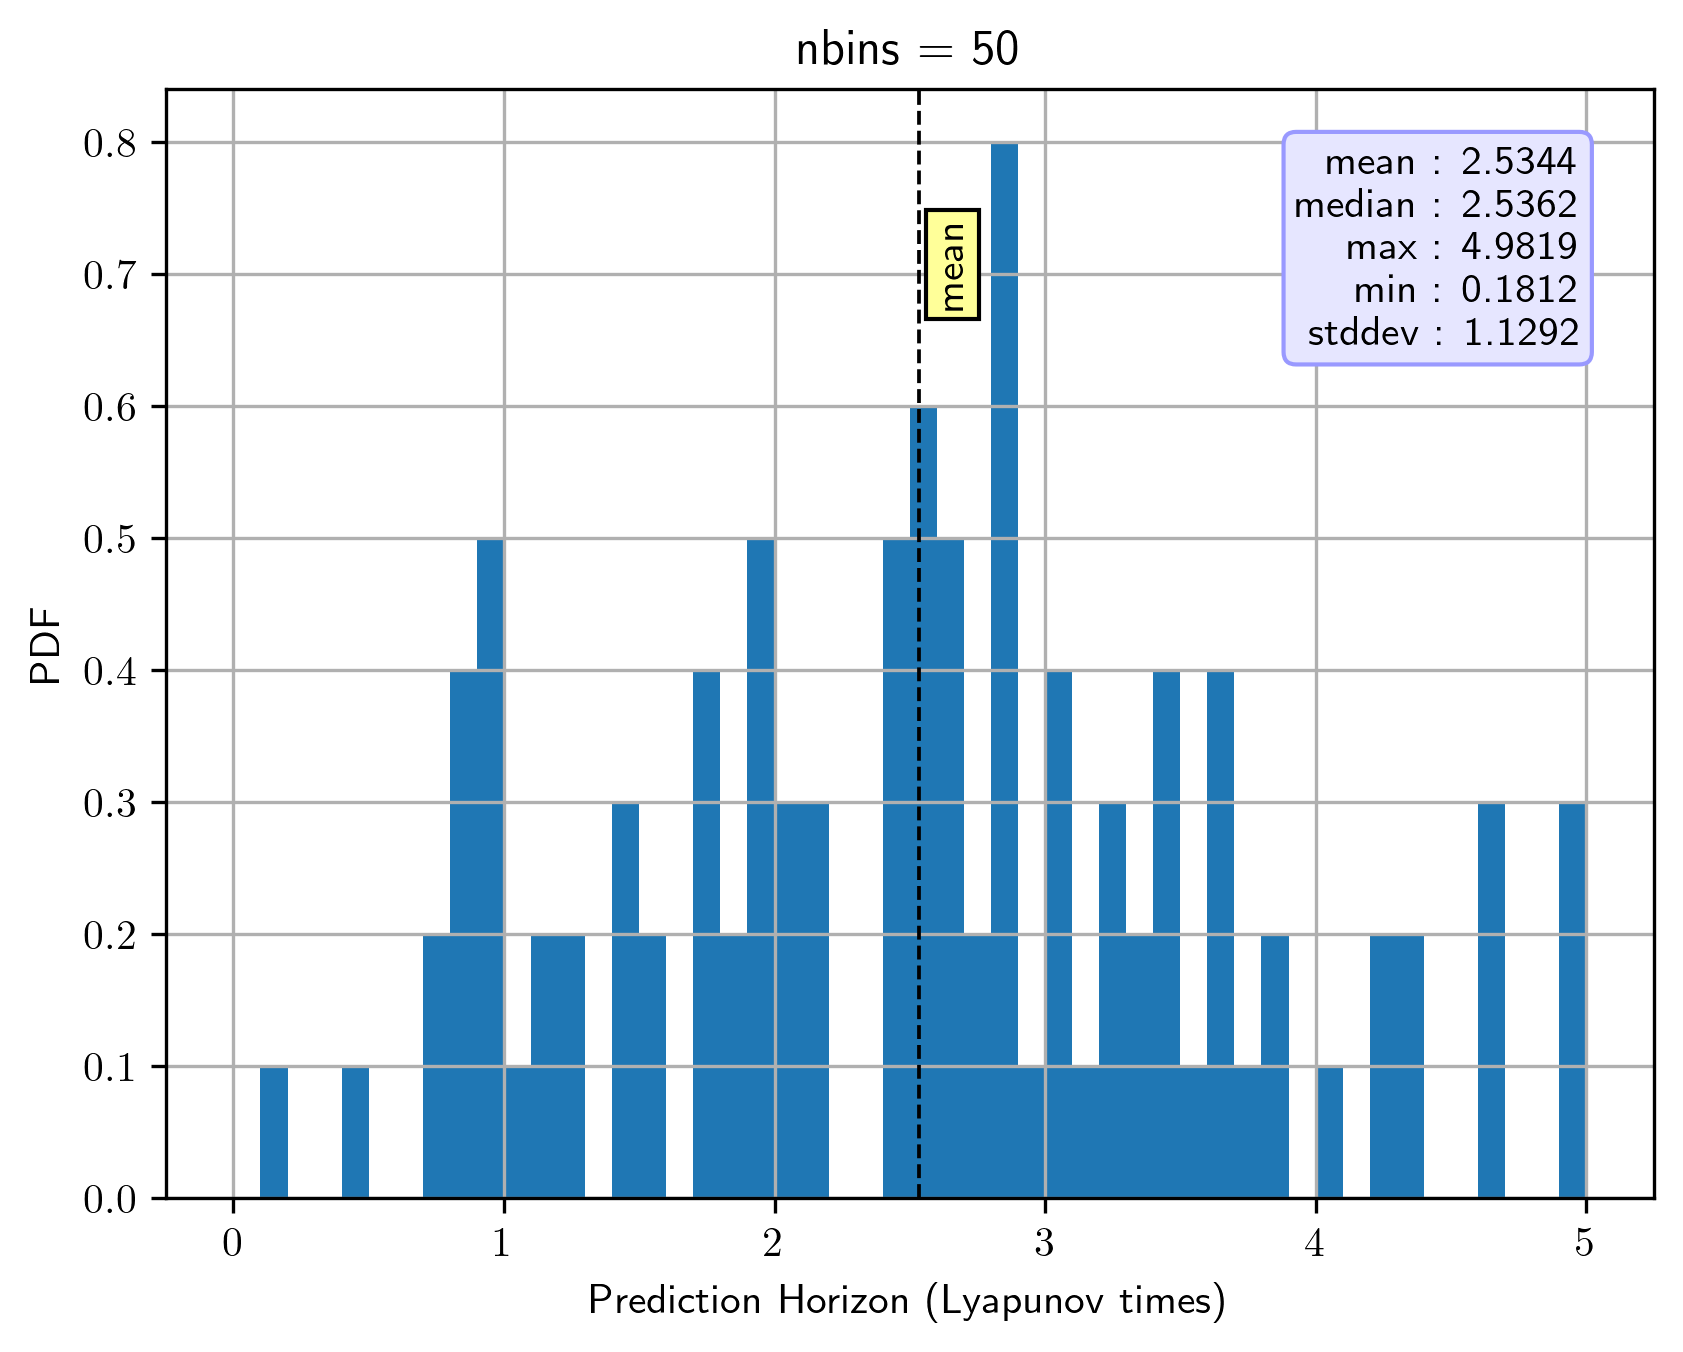 nbins = 50
0.8
0.7
0.6
0.5
0.4
0.3
0.2
0.1
0.0
PDF
mean
mean : 2.5344
median : 2.5362
max : 4.9819
min : 0.1812
stddev : 1.1292
0 1 2 3 4 5
Prediction Horizon (Lyapunov times)